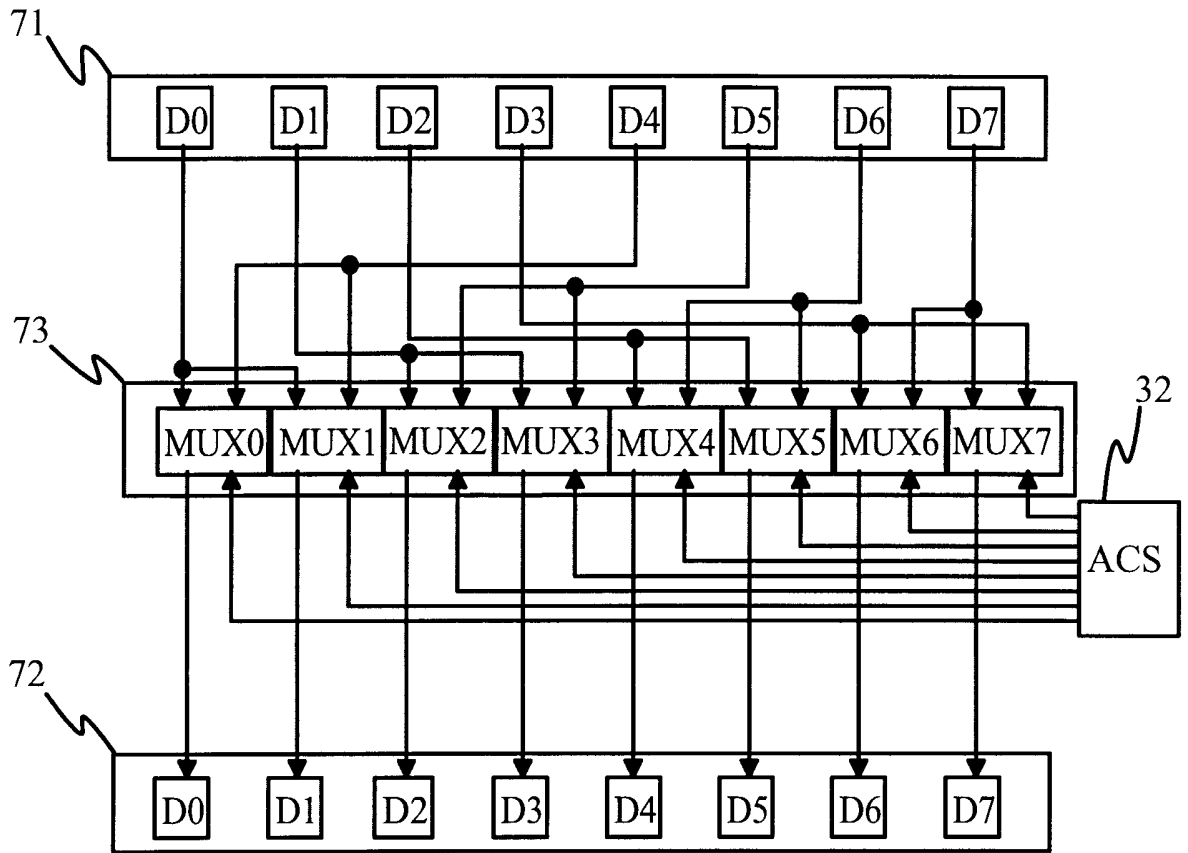 71
D0 D1 D2 D3 D4 D5 D6 D7
73
32
MUX0 MUX1 MUX2 MUX3 MUX4 MUX5 MUX6 MUX7
ACS
72
D0 D1 D2 D3 D4 D5 D6 D7